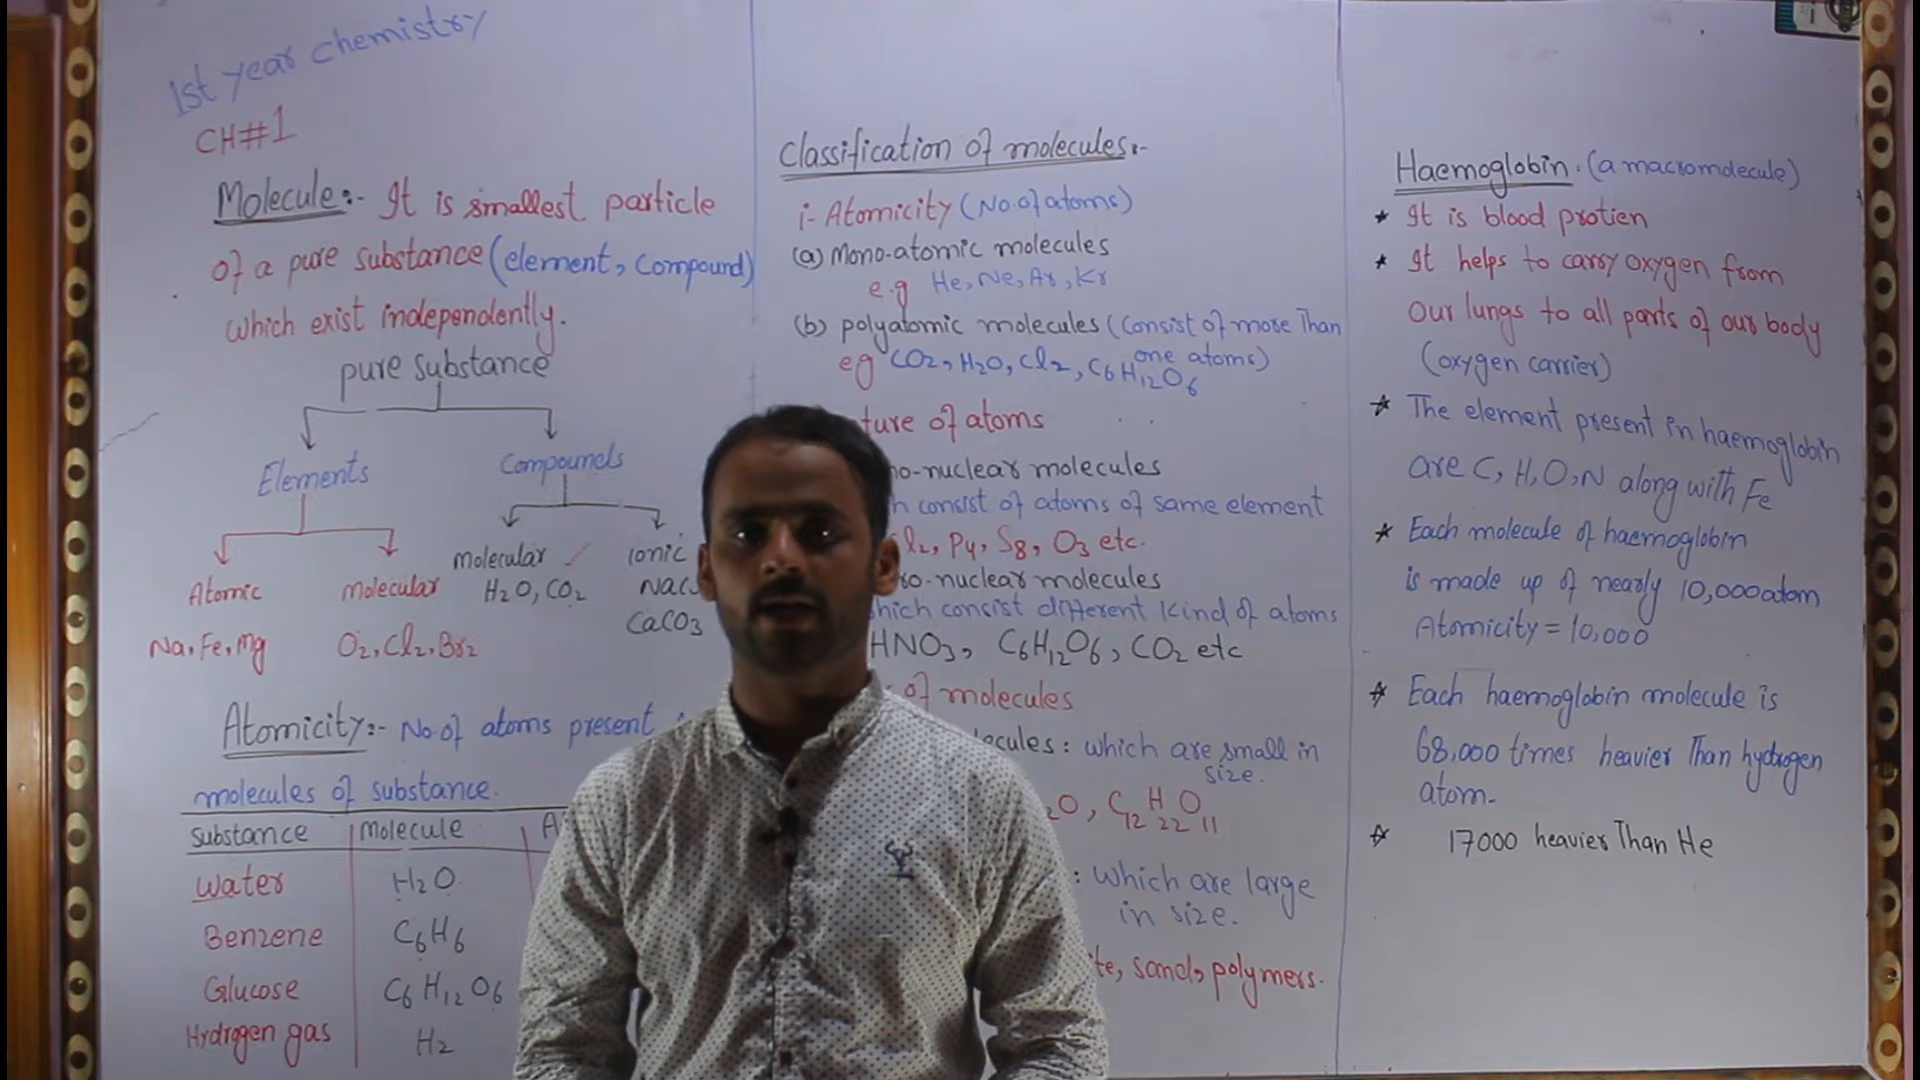 1st year chemistry
CH#1
Molecule:- It is smallest particle
of a pure substance (element, compound)
which exist independently.
pure substance
Elements
Compounds
Atomic
Molecular
Na, Fe, Mg
O2, Cl2, Br2
molecular
H2O, CO2
Ionic
CaCO3
Atomicity:- No. of atoms present
molecules of substance.
Substance Molecule
Water H2O
Benzene C6H6
Glucose C6H12O6
Hydrogen gas H2
Classification of molecules:-
i- Atomicity (No. of atoms)
(a) Mono-atomic molecules
e.g He, Ne, Ar, Kr
(b) polyatomic molecules (Consist of more Than
one atoms)
eg CO2, H2O, Cl2, C6H12O6
of atoms
nuclear molecules
consist of atoms of same element
P4, S8, O3 etc.
nuclear molecules
which consist different kind of atoms
HNO3, C6H12O6, CO2 etc
of molecules
which are small in
size.
C12H22O11
: which are large
in size.
sand, polymers.
Haemoglobin. (a macromolecule)
* It is blood protien
* It helps to carry oxygen from
Our lungs to all parts of our body
(oxygen carrier)
* The element present in haemoglobin
are C, H, O, N along with Fe
* Each molecule of haemoglobin
is made up of nearly 10,000 atom
Atomicity = 10,000
* Each haemoglobin molecule is
68,000 times heavier Than hydrogen
atom.
* 17000 heavier Than He